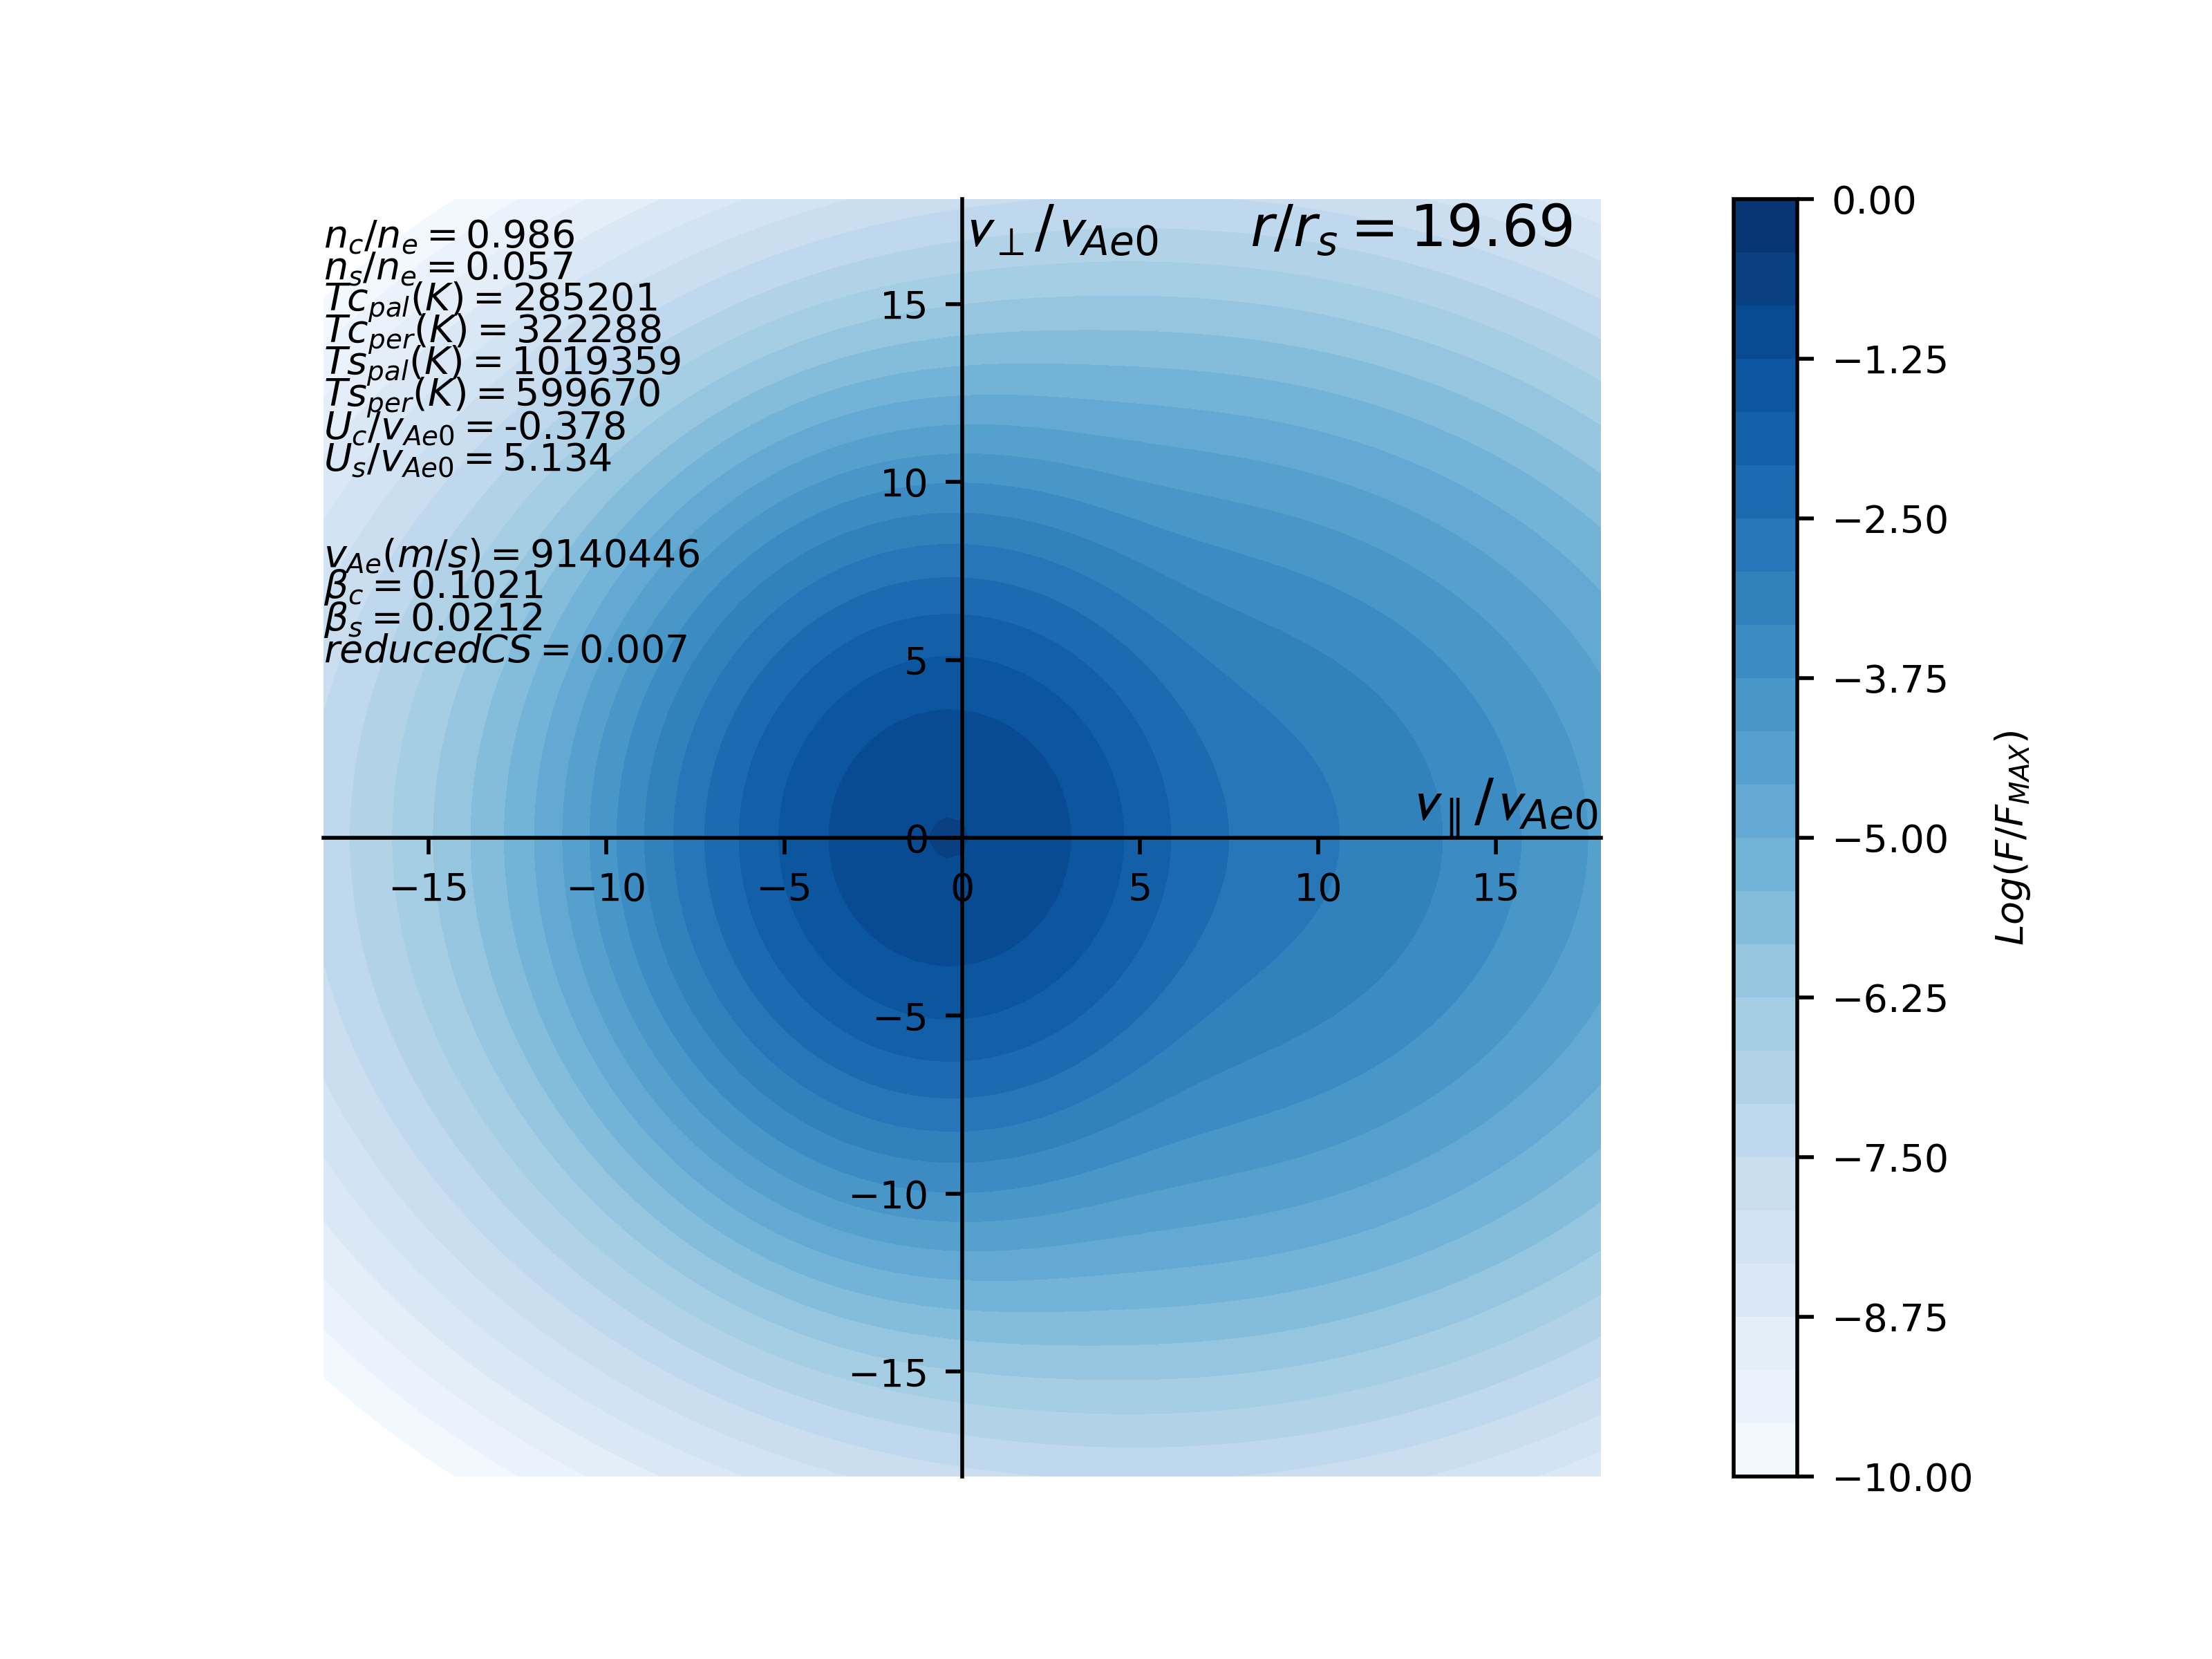 n_c/n_e = 0.986
n_s/n_e = 0.057
Tc_pal(K) = 285201
Tc_per(K) = 322288
Ts_pal(K) = 1019359
Ts_per(K) = 599670
U_c/v_Ae0 = -0.378
U_s/v_Ae0 = 5.134
v_Ae(m/s) = 9140446
β_c = 0.1021
β_s = 0.0212
reducedCS = 0.007
v_⊥/v_Ae0
r/r_s = 19.69
15
10
5
0
−5
−10
−15
v_∥/v_Ae0
−15 −10 −5 0 5 10 15
0.00
−1.25
−2.50
−3.75
−5.00
−6.25
−7.50
−8.75
−10.00
Log(F/F_MAX)